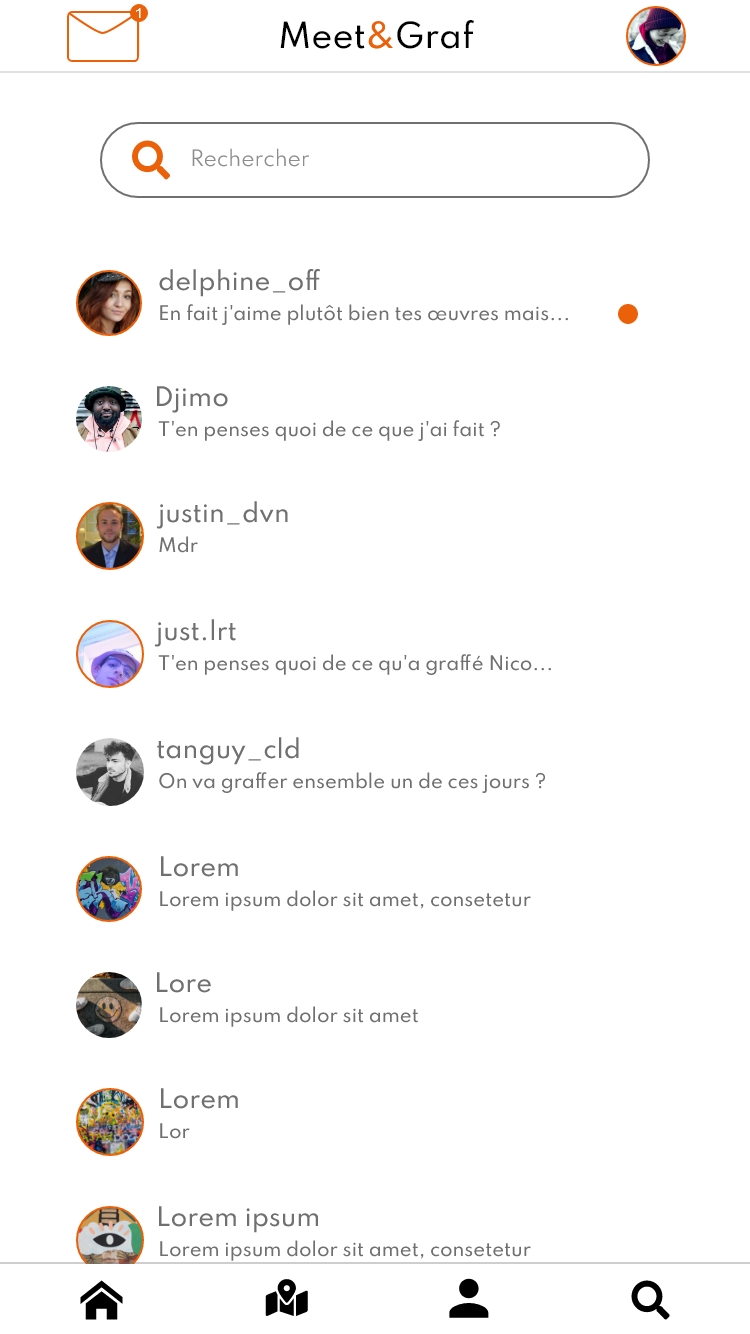 1
Meet&Graf
Rechercher
delphine_off
En fait j'aime plutôt bien tes œuvres mais...
Djimo
T'en penses quoi de ce que j'ai fait ?
justin_dvn
Mdr
just.lrt
T'en penses quoi de ce qu'a graffé Nico...
tanguy_cld
On va graffer ensemble un de ces jours ?
Lorem
Lorem ipsum dolor sit amet, consetetur
Lore
Lorem ipsum dolor sit amet
Lorem
Lor
Lorem ipsum
Lorem ipsum dolor sit amet, consetetur